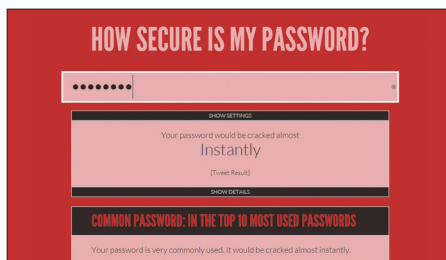 HOW SECURE IS MY PASSWORD?
SHOW SETTINGS
Your password would be cracked almost
Instantly
[Tweet Result]
SHOW DETAILS
COMMON PASSWORD: IN THE TOP 10 MOST USED PASSWORDS
Your password is very commonly used. It would be cracked almost instantly.